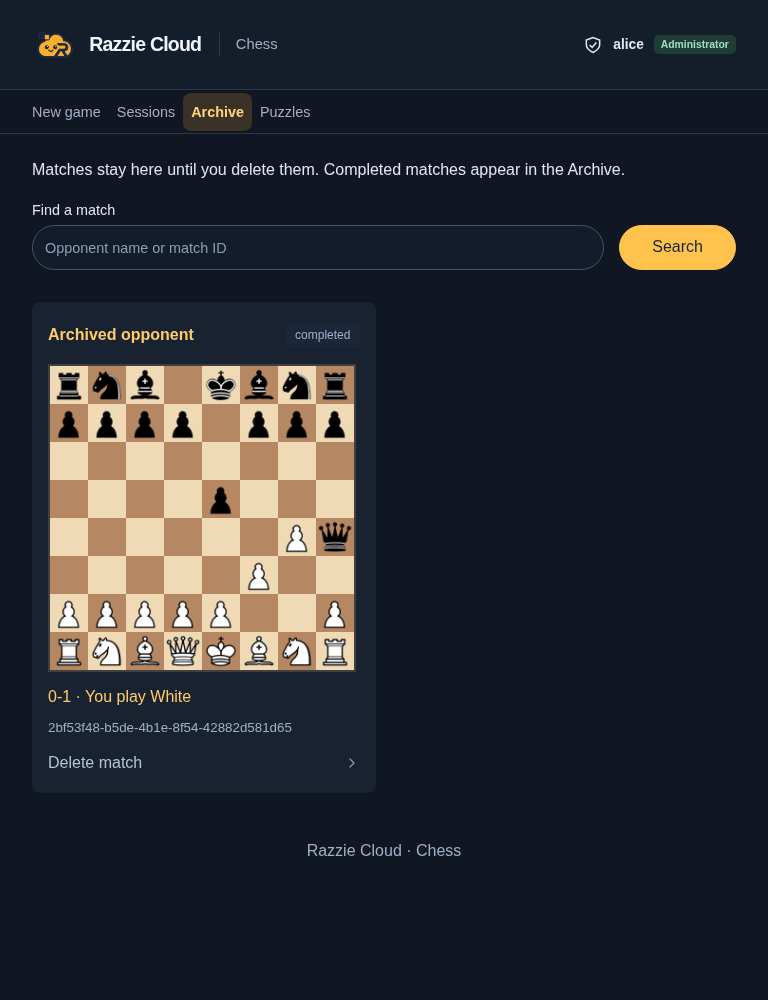 Razzie Cloud
Chess
alice
Administrator
New game
Sessions
Archive
Puzzles
Matches stay here until you delete them. Completed matches appear in the Archive.
Find a match
Opponent name or match ID
Search
Archived opponent
completed
0-1 · You play White
2bf53f48-b5de-4b1e-8f54-42882d581d65
Delete match
Razzie Cloud · Chess